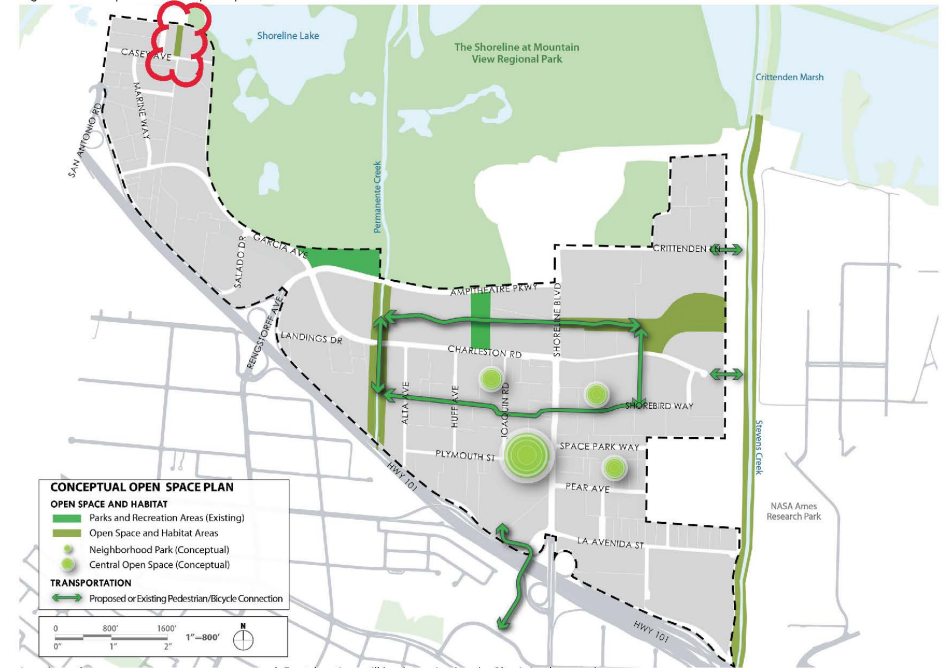 Shoreline Lake
The Shoreline at Mountain
View Regional Park
Crittenden Marsh
CASEY AVE
MARINE WAY
SAN ANTONIO RD
Permanente Creek
SALADO DR
GARCIA AVE
CRITTENDEN LN
AMPITHEATRE PKWY
SHORELINE BLVD
RENGSTORFF AVE
LANDINGS DR
CHARLESTON RD
ALTA AVE
HUFF AVE
JOAQUIN RD
SHOREBIRD WAY
Stevens Creek
SPACE PARK WAY
PLYMOUTH ST
HWY 101
PEAR AVE
NASA Ames
Research Park
LA AVENIDA ST
HWY 101
CONCEPTUAL OPEN SPACE PLAN
OPEN SPACE AND HABITAT
Parks and Recreation Areas (Existing)
Open Space and Habitat Areas
Neighborhood Park (Conceptual)
Central Open Space (Conceptual)
TRANSPORTATION
Proposed or Existing Pedestrian/Bicycle Connection
0 800' 1600'
0" 1" 2"
1"—800'
N